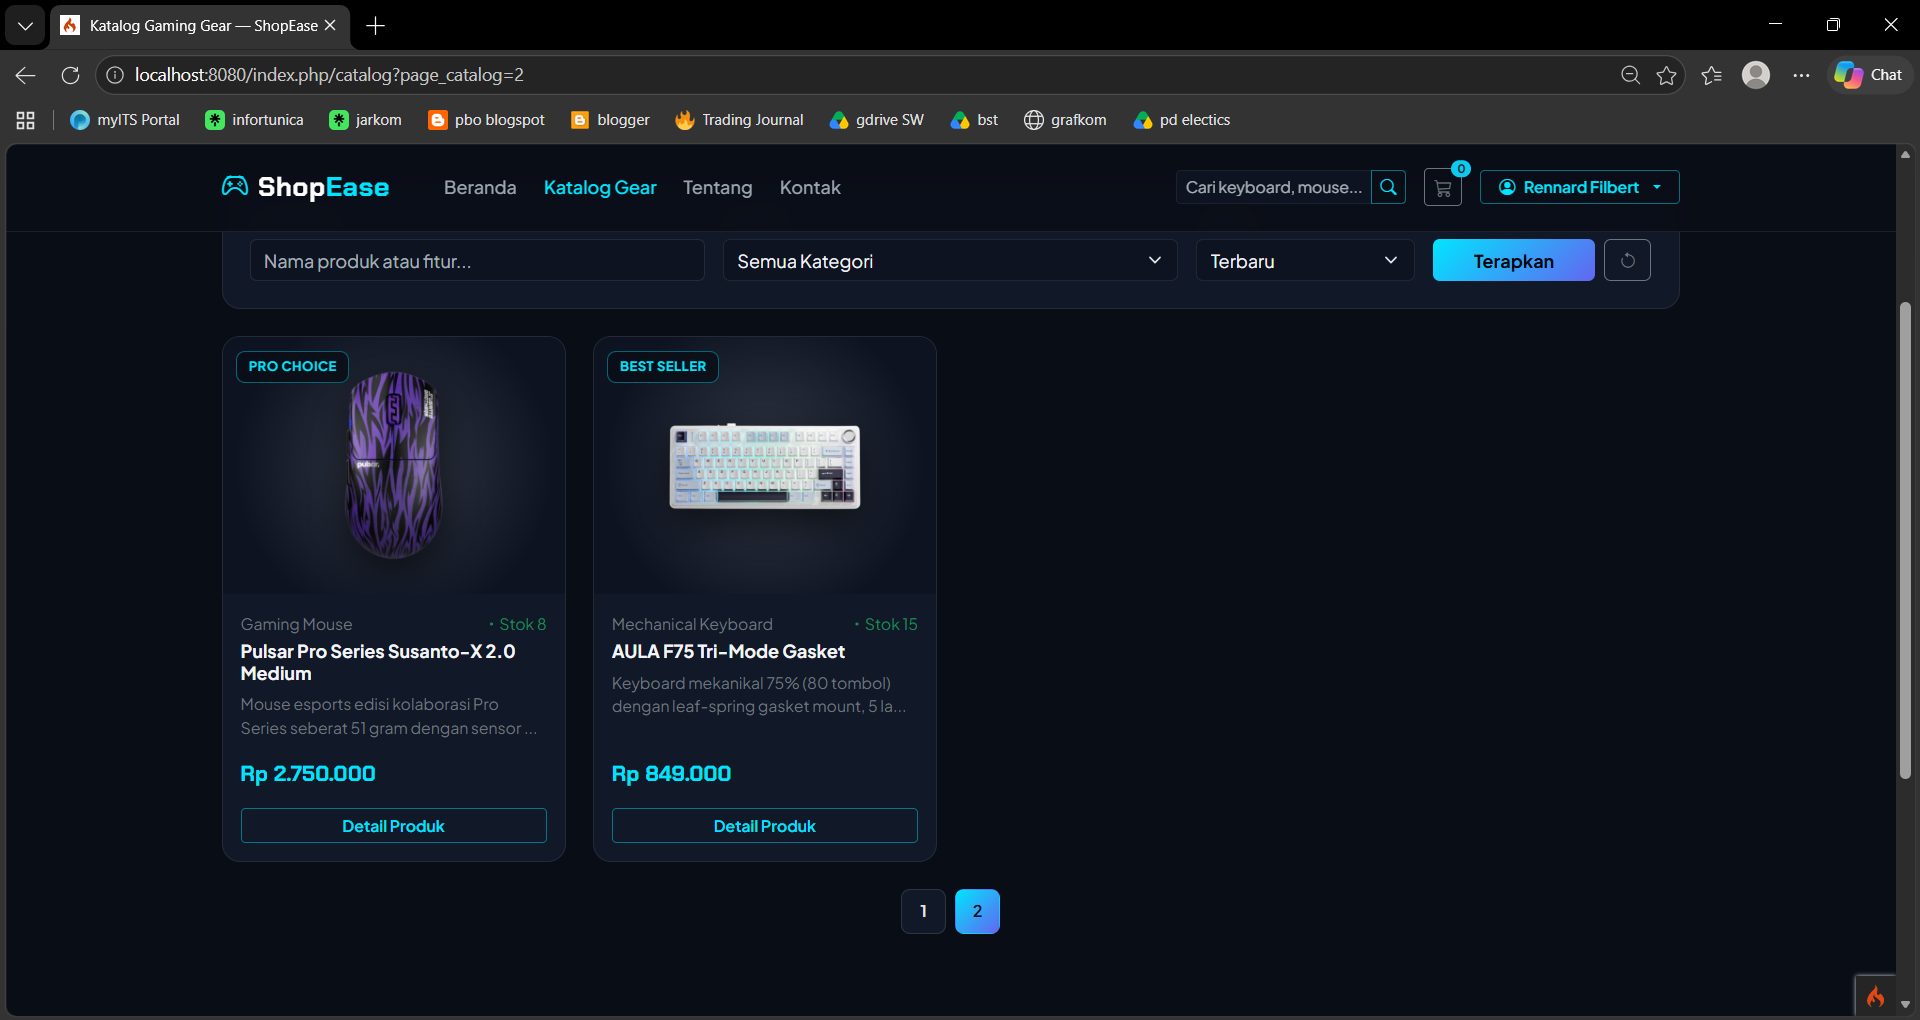 Katalog Gaming Gear — ShopEase
localhost:8080/index.php/catalog?page_catalog=2
Chat
myITS Portal
infortunica
jarkom
pbo blogspot
blogger
Trading Journal
gdrive SW
bst
grafkom
pd electics
ShopEase
Beranda
Katalog Gear
Tentang
Kontak
Cari keyboard, mouse...
0
Rennard Filbert
Nama produk atau fitur...
Semua Kategori
Terbaru
Terapkan
PRO CHOICE
pulsar
Gaming Mouse
• Stok 8
Pulsar Pro Series Susanto-X 2.0
Medium
Mouse esports edisi kolaborasi Pro
Series seberat 51 gram dengan sensor ...
Rp 2.750.000
Detail Produk
BEST SELLER
Mechanical Keyboard
• Stok 15
AULA F75 Tri-Mode Gasket
Keyboard mekanikal 75% (80 tombol)
dengan leaf-spring gasket mount, 5 la...
Rp 849.000
Detail Produk
1
2